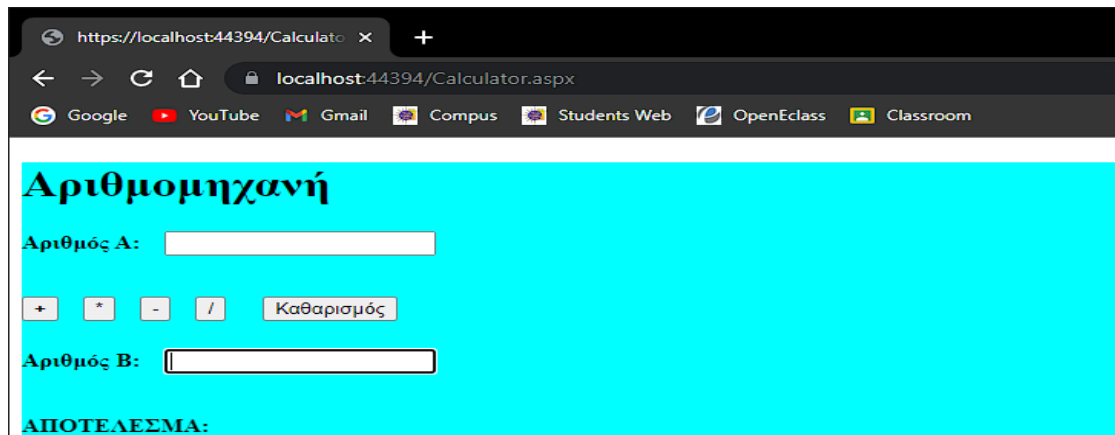 https://localhost:44394/Calculato
localhost:44394/Calculator.aspx
Google YouTube Gmail Compus Students Web OpenEclass Classroom
Αριθμομηχανή
Αριθμός Α:
+ * - / Καθαρισμός
Αριθμός Β:
ΑΠΟΤΕΛΕΣΜΑ: